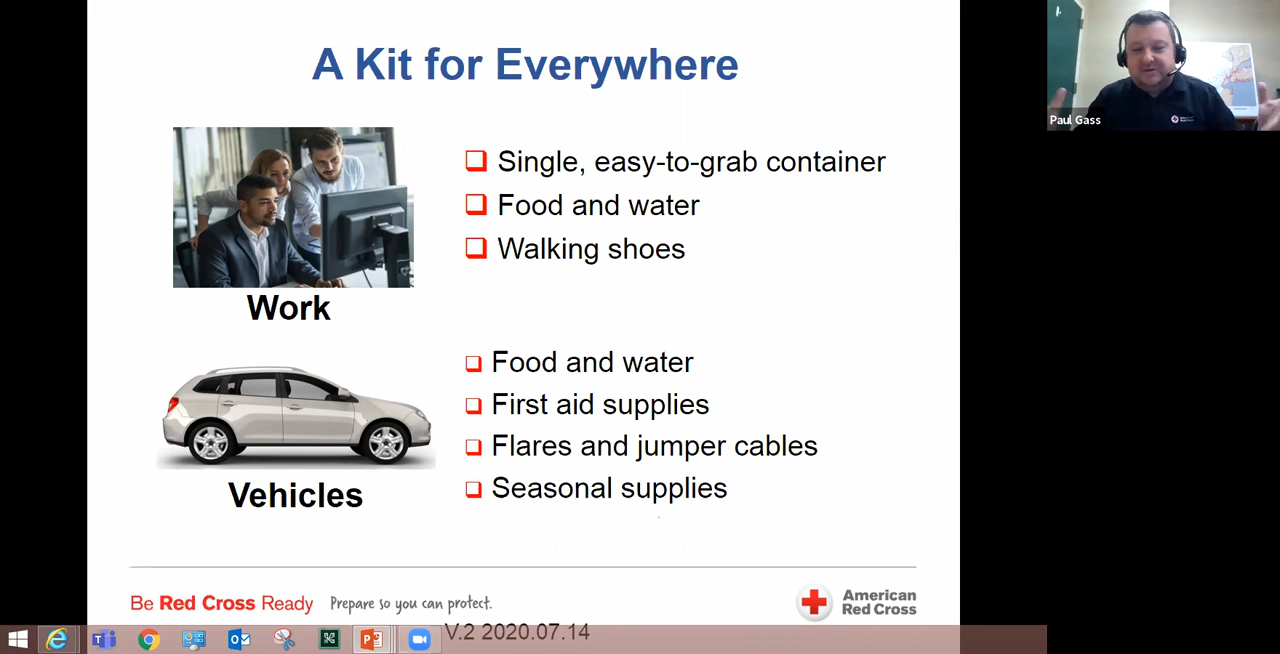 A Kit for Everywhere
Single, easy-to-grab container
Food and water
Walking shoes
Work
Food and water
First aid supplies
Flares and jumper cables
Seasonal supplies
Vehicles
Be Red Cross Ready
Prepare so you can protect.
American
Red Cross
V.2 2020.07.14
Paul Gass